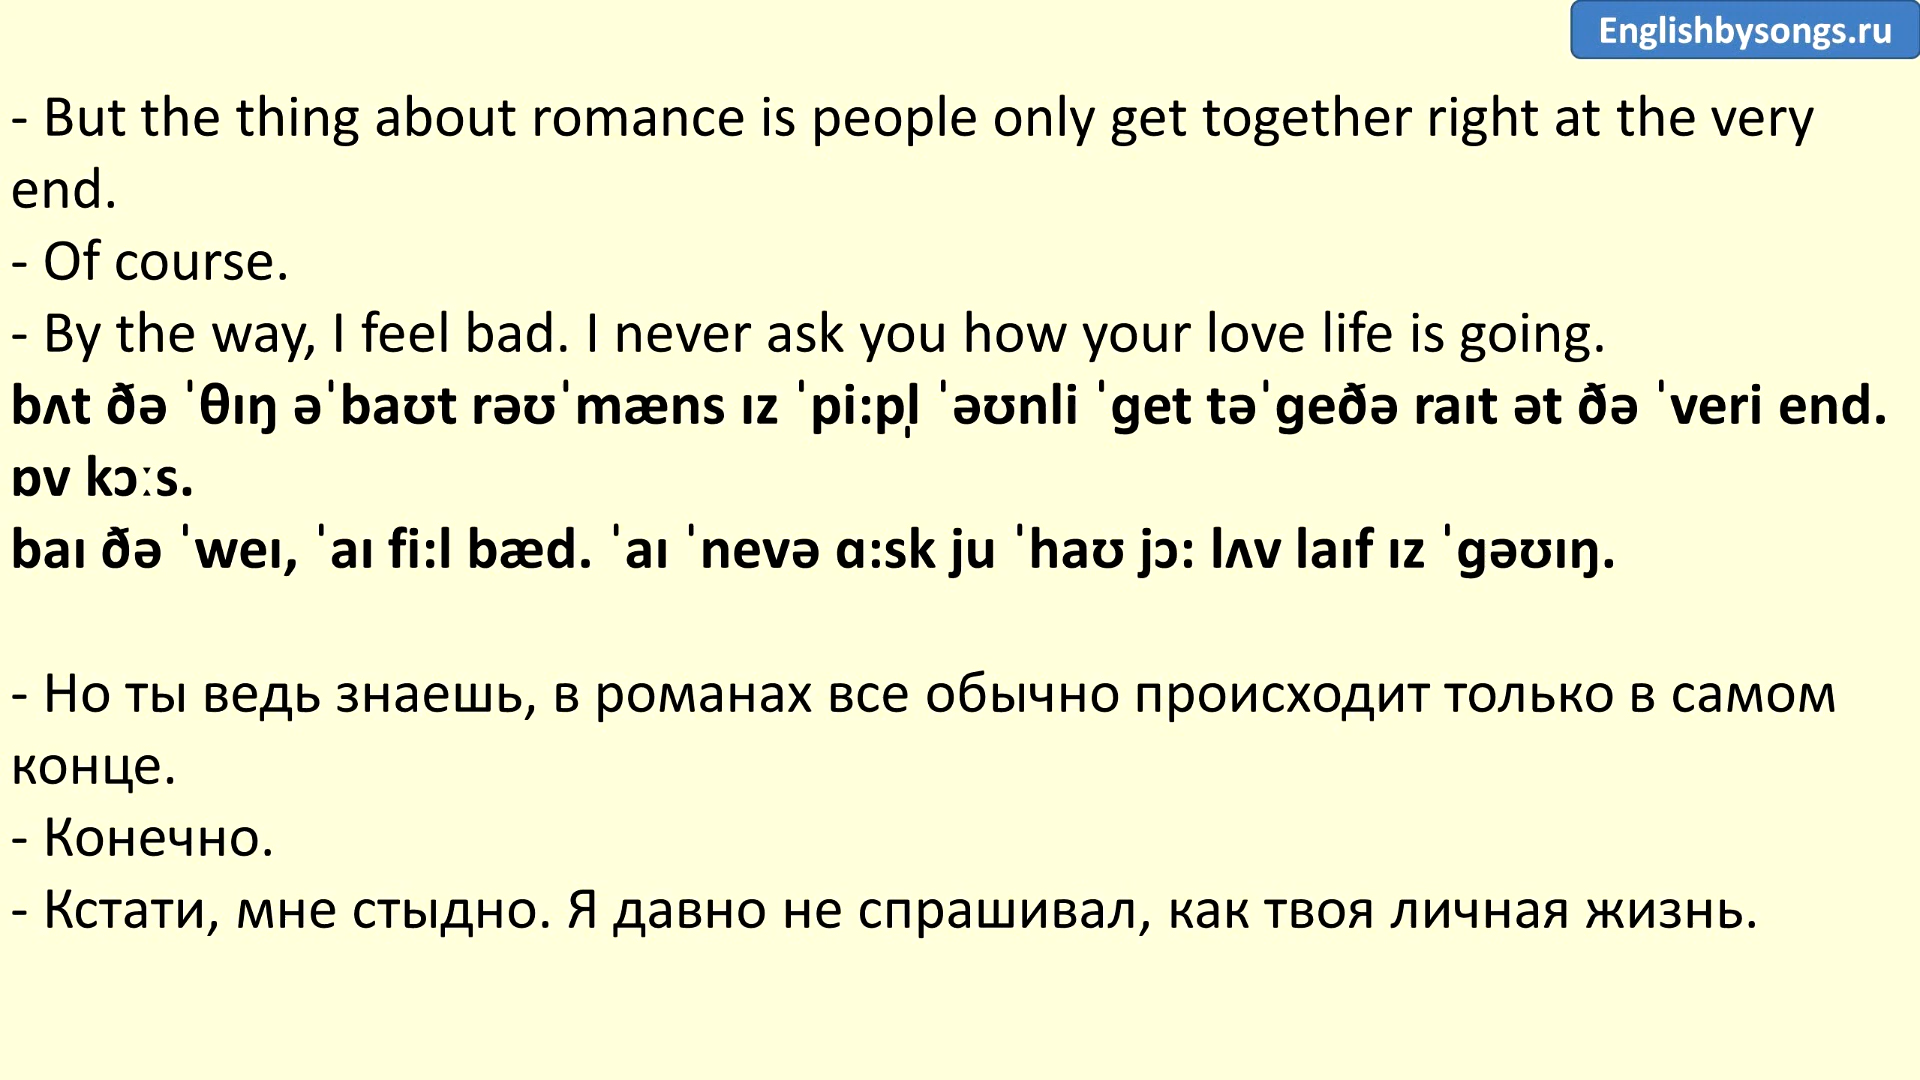 Englishbysongs.ru
- But the thing about romance is people only get together right at the very
end.
- Of course.
- By the way, I feel bad. I never ask you how your love life is going.
bʌt ðə ˈθɪŋ əˈbaʊt rəʊˈmæns ɪz ˈpi:pl̩ ˈəʊnli ˈget təˈgeðə raɪt ət ðə ˈveri end.
ɒv kɔːs.
baɪ ðə ˈweɪ, ˈaɪ fi:l bæd. ˈaɪ ˈnevə ɑ:sk ju ˈhaʊ jɔ: lʌv laɪf ɪz ˈgəʊɪŋ.
- Но ты ведь знаешь, в романах все обычно происходит только в самом
конце.
- Конечно.
- Кстати, мне стыдно. Я давно не спрашивал, как твоя личная жизнь.